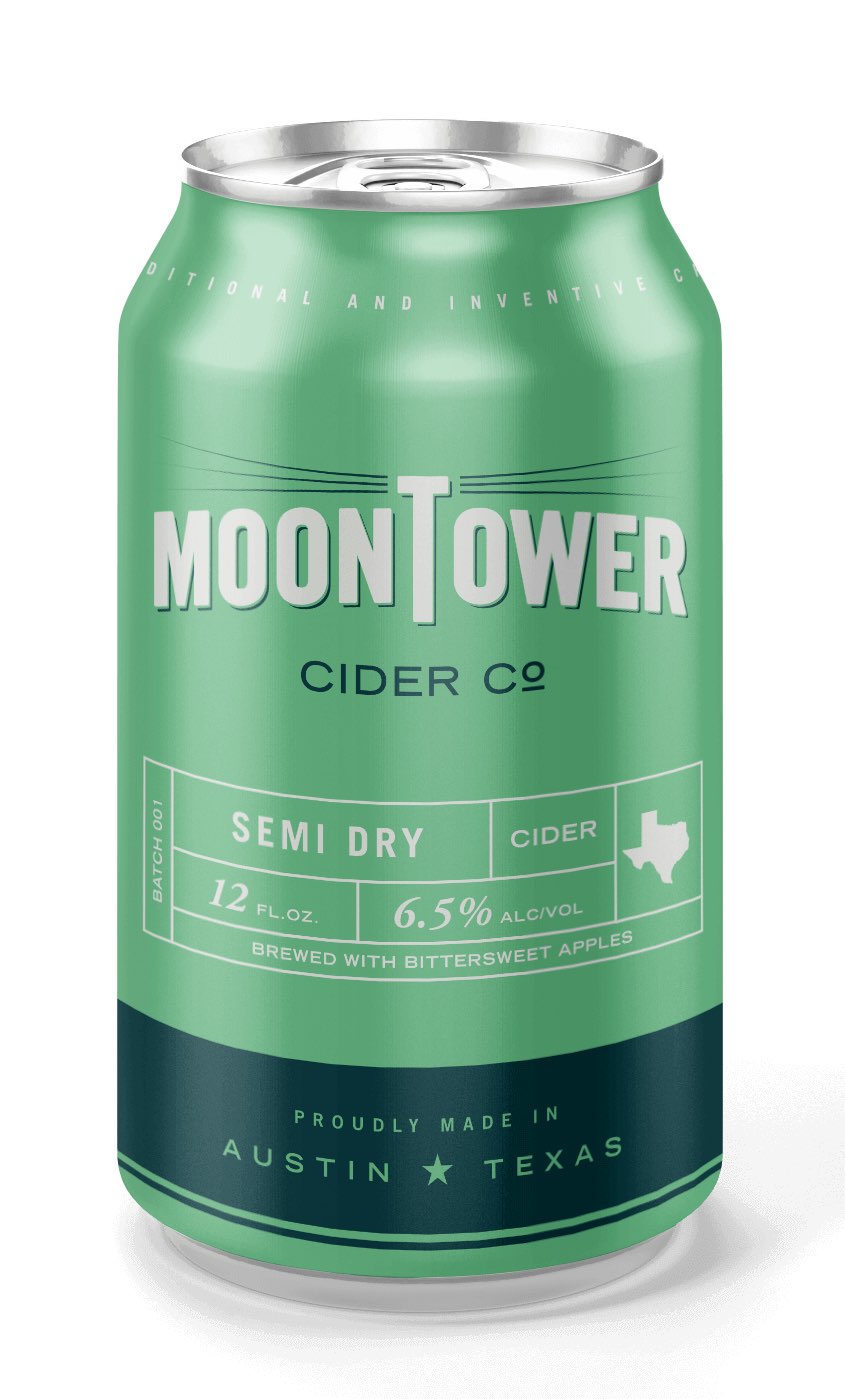 AND INVENTIVE
MOONTOWER
CIDER Cº
BATCH 001
SEMI DRY
CIDER
12 FL.OZ.
6.5% ALC/VOL
BREWED WITH BITTERSWEET APPLES
PROUDLY MADE IN
AUSTIN ★ TEXAS